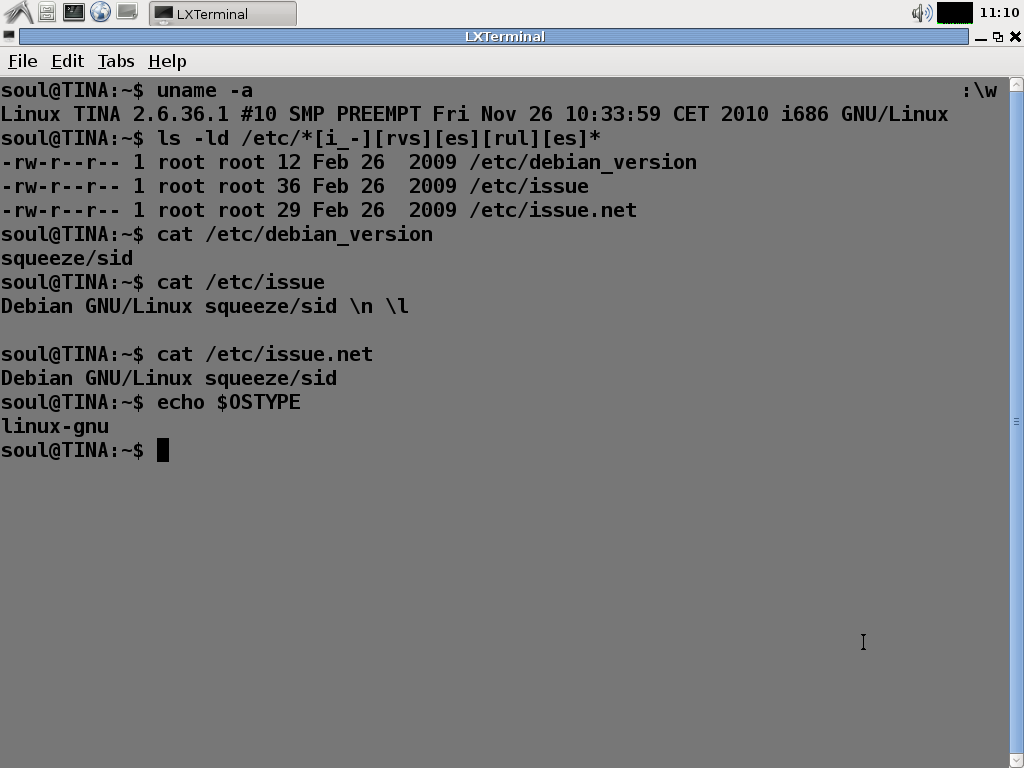 LXTerminal 11:10
LXTerminal
File Edit Tabs Help
soul@TINA:~$ uname -a :\w
Linux TINA 2.6.36.1 #10 SMP PREEMPT Fri Nov 26 10:33:59 CET 2010 i686 GNU/Linux
soul@TINA:~$ ls -ld /etc/*[i_-][rvs][es][rul][es]*
-rw-r--r-- 1 root root 12 Feb 26  2009 /etc/debian_version
-rw-r--r-- 1 root root 36 Feb 26  2009 /etc/issue
-rw-r--r-- 1 root root 29 Feb 26  2009 /etc/issue.net
soul@TINA:~$ cat /etc/debian_version
squeeze/sid
soul@TINA:~$ cat /etc/issue
Debian GNU/Linux squeeze/sid \n \l

soul@TINA:~$ cat /etc/issue.net
Debian GNU/Linux squeeze/sid
soul@TINA:~$ echo $OSTYPE
linux-gnu
soul@TINA:~$